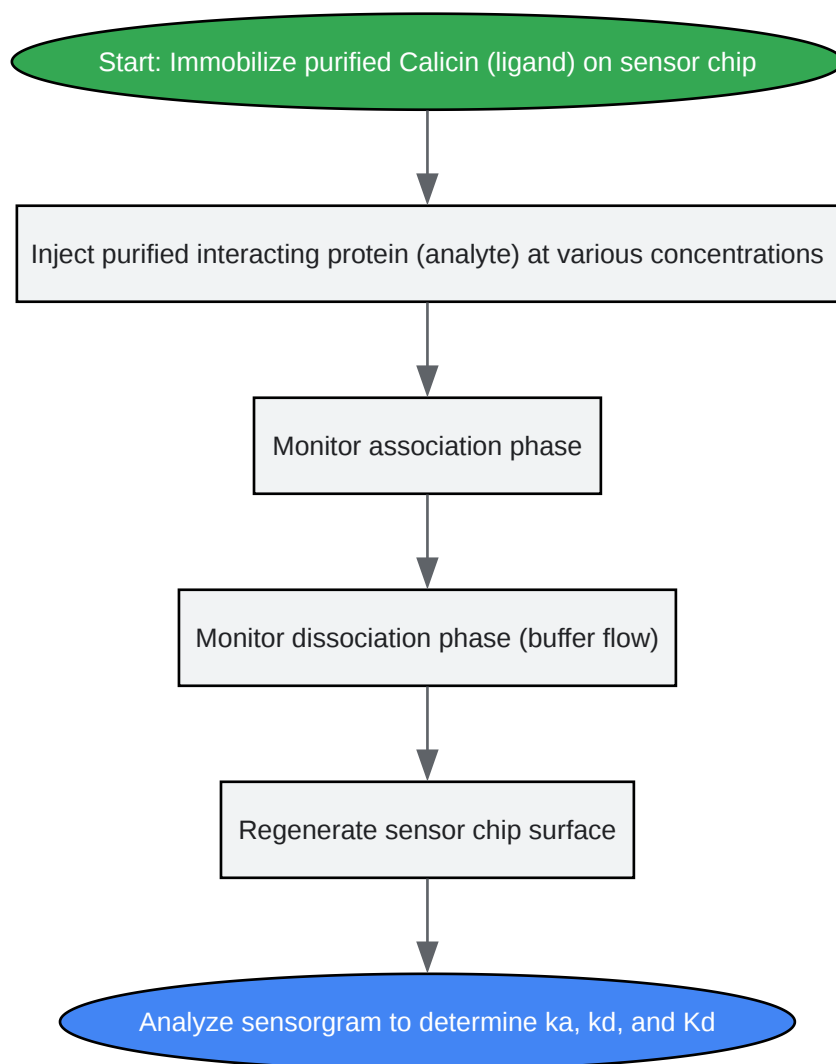 Start: Immobilize purified Calicin (ligand) on sensor chip
Inject purified interacting protein (analyte) at various concentrations
Monitor association phase
Monitor dissociation phase (buffer flow)
Regenerate sensor chip surface
Analyze sensorgram to determine ka, kd, and Kd